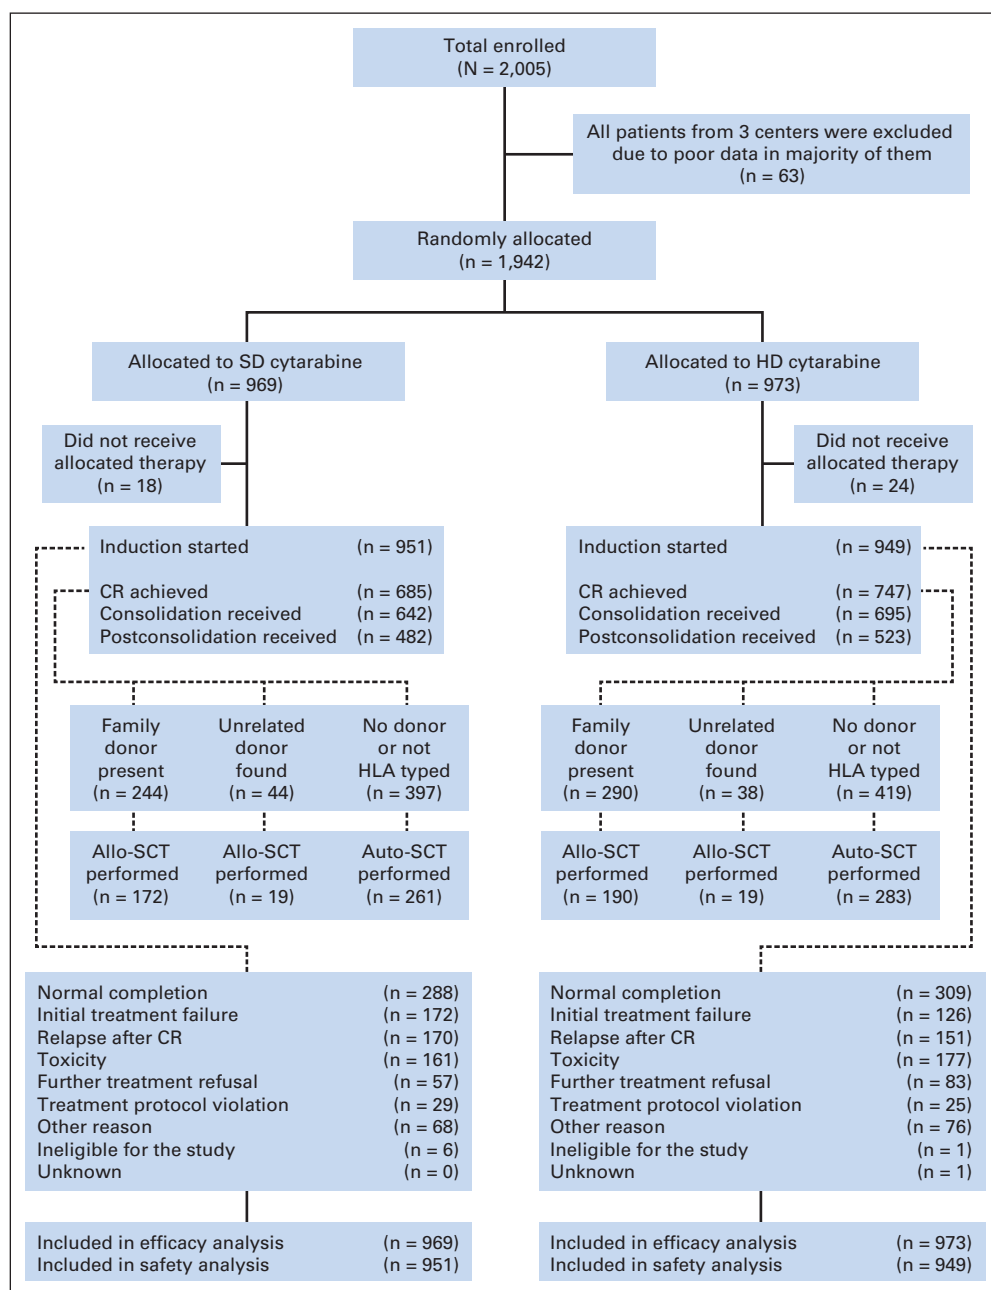 Total enrolled
(N = 2,005)
All patients from 3 centers were excluded
due to poor data in majority of them
(n = 63)
Randomly allocated
(n = 1,942)
Allocated to SD cytarabine
(n = 969)
Allocated to HD cytarabine
(n = 973)
Did not receive
allocated therapy
(n = 18)
Did not receive
allocated therapy
(n = 24)
Induction started (n = 951)
CR achieved (n = 685)
Consolidation received (n = 642)
Postconsolidation received (n = 482)
Induction started (n = 949)
CR achieved (n = 747)
Consolidation received (n = 695)
Postconsolidation received (n = 523)
Family
donor
present
(n = 244)
Unrelated
donor
found
(n = 44)
No donor
or not
HLA typed
(n = 397)
Family
donor
present
(n = 290)
Unrelated
donor
found
(n = 38)
No donor
or not
HLA typed
(n = 419)
Allo-SCT
performed
(n = 172)
Allo-SCT
performed
(n = 19)
Auto-SCT
performed
(n = 261)
Allo-SCT
performed
(n = 190)
Allo-SCT
performed
(n = 19)
Auto-SCT
performed
(n = 283)
Normal completion (n = 288)
Initial treatment failure (n = 172)
Relapse after CR (n = 170)
Toxicity (n = 161)
Further treatment refusal (n = 57)
Treatment protocol violation (n = 29)
Other reason (n = 68)
Ineligible for the study (n = 6)
Unknown (n = 0)
Normal completion (n = 309)
Initial treatment failure (n = 126)
Relapse after CR (n = 151)
Toxicity (n = 177)
Further treatment refusal (n = 83)
Treatment protocol violation (n = 25)
Other reason (n = 76)
Ineligible for the study (n = 1)
Unknown (n = 1)
Included in efficacy analysis (n = 969)
Included in safety analysis (n = 951)
Included in efficacy analysis (n = 973)
Included in safety analysis (n = 949)